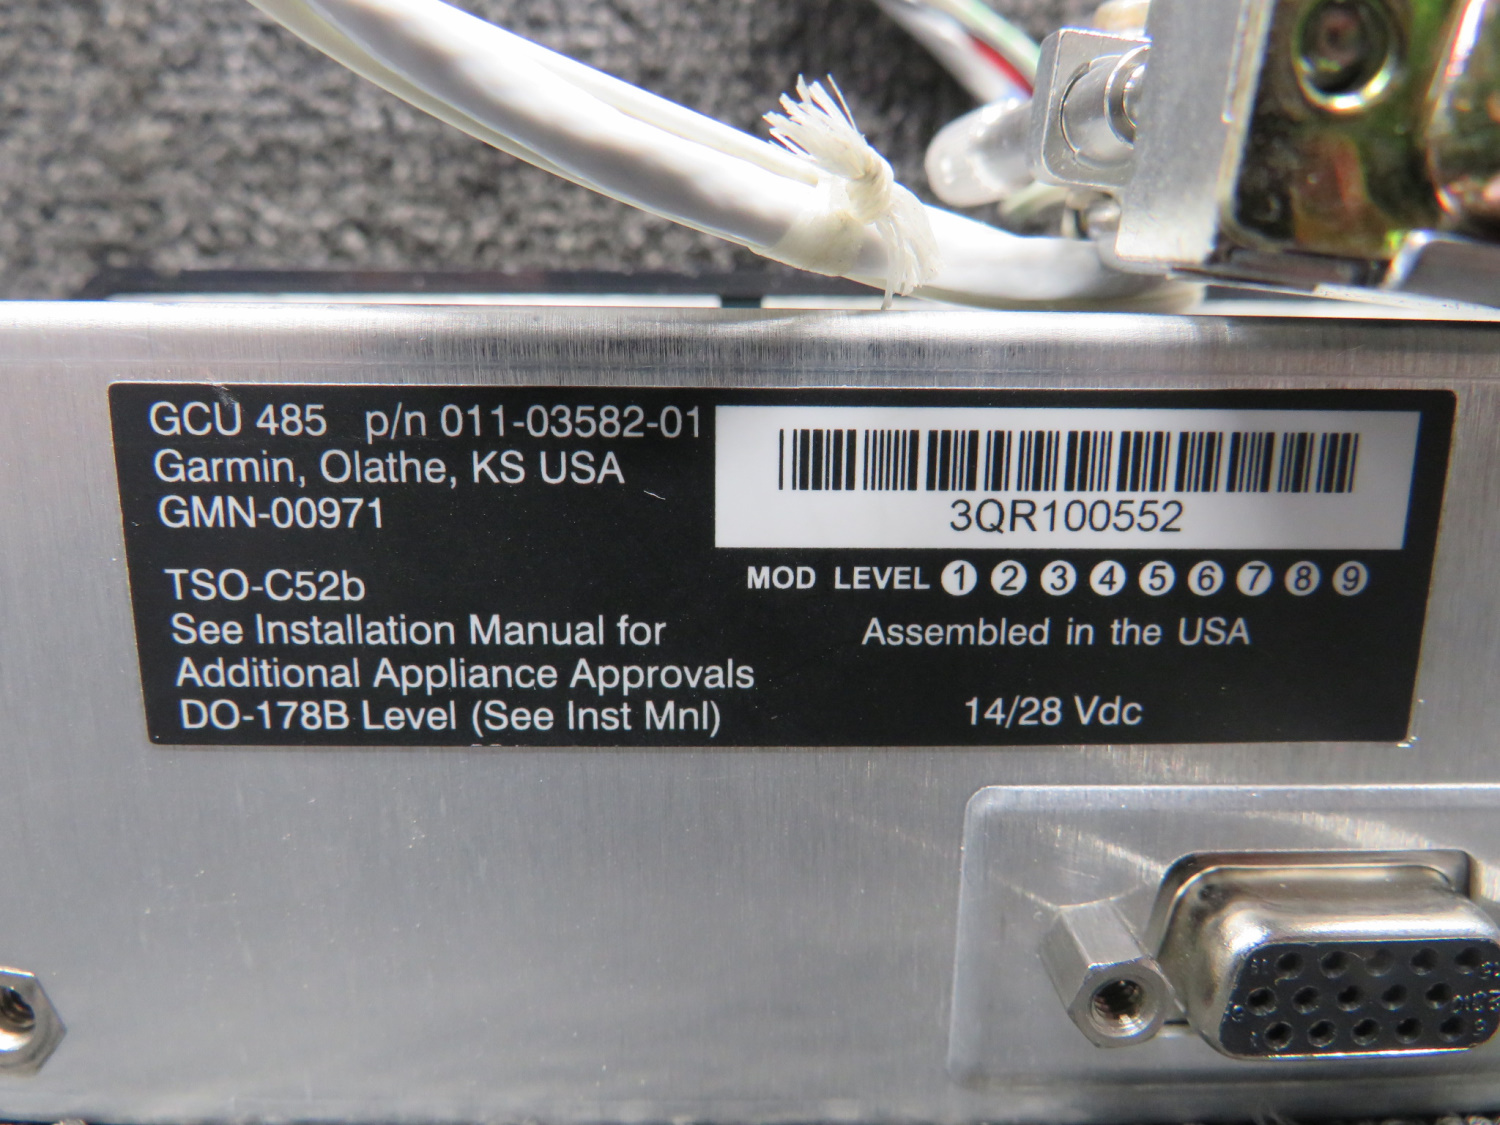 GCU 485 p/n 011-03582-01
Garmin, Olathe, KS USA
GMN-00971
3QR100552
MOD LEVEL 1 2 3 4 5 6 7 8 9
Assembled in the USA
TSO-C52b
See Installation Manual for
Additional Appliance Approvals
DO-178B Level (See Inst Mnl)
14/28 Vdc